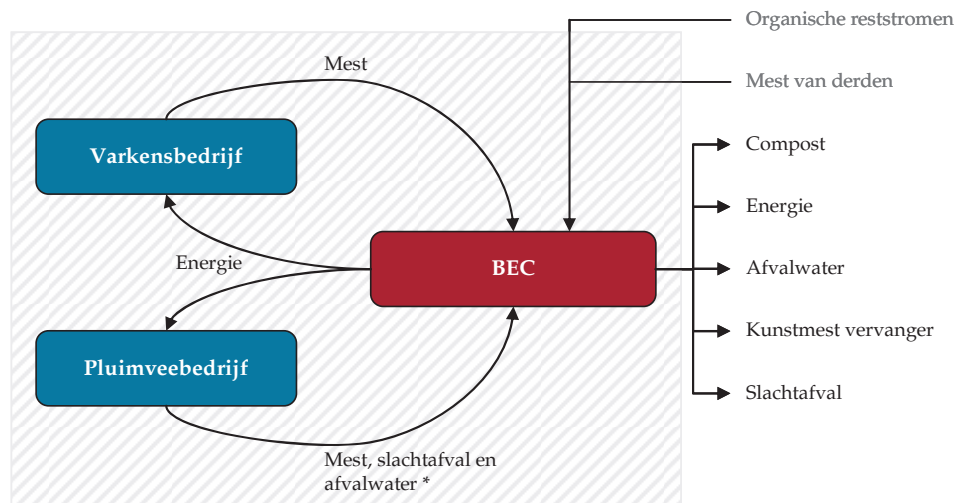 Organische reststromen
Mest
Mest van derden
Varkensbedrijf
Compost
Energie
Energie
BEC
Afvalwater
Pluimveebedrijf
Kunstmest vervanger
Slachtafval
Mest, slachtafval en
afvalwater *